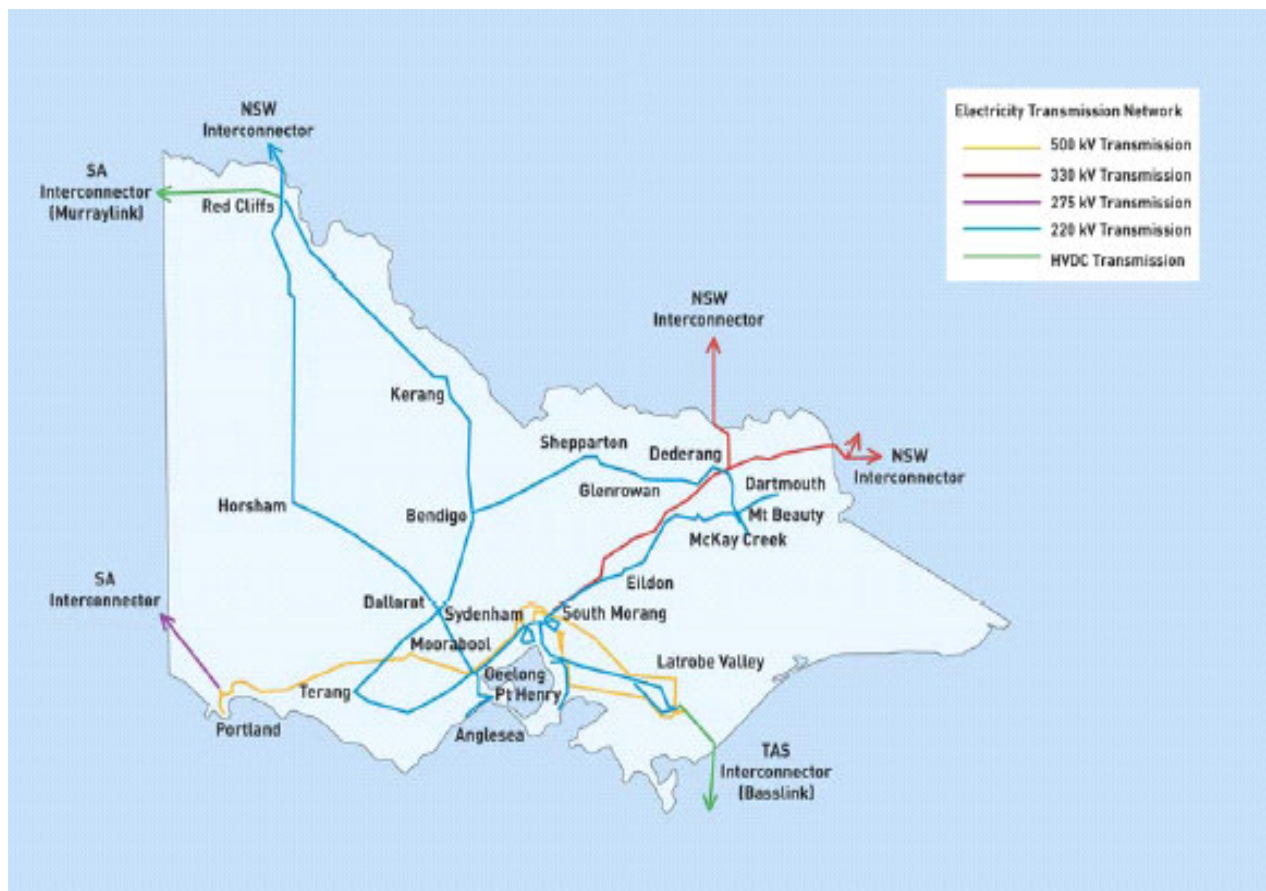 NSW
Interconnector
SA
Interconnector
(Murraylink)
Red Cliffs
Electricity Transmission Network
500 kV Transmission
330 kV Transmission
275 kV Transmission
220 kV Transmission
HVDC Transmission
NSW
Interconnector
Kerang
Shepparton
Dederang
NSW
Interconnector
Glenrowan
Dartmouth
Horsham
Bendigo
Mt Beauty
McKay Creek
SA
Interconnector
Eildon
Dallarat
Sydenham
South Morang
Moorabool
Latrobe Valley
Geelong
Terang
Pt Henry
Portland
Anglesea
TAS
Interconnector
(Basslink)